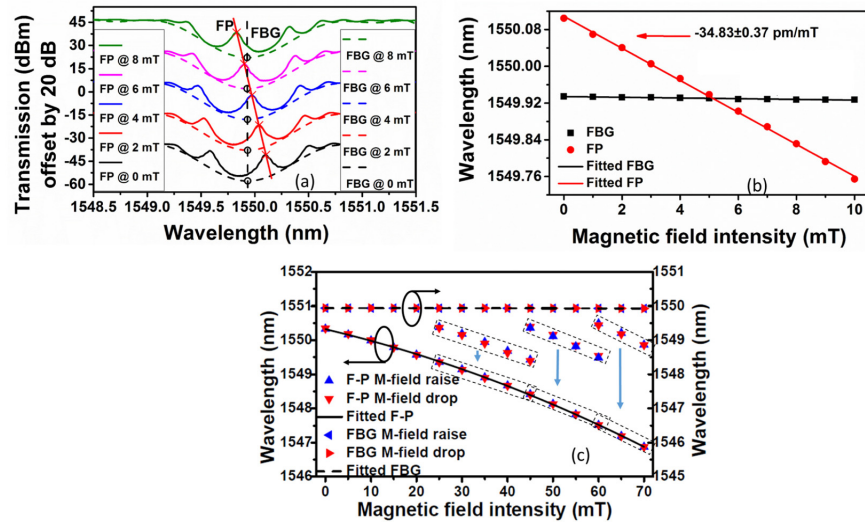 Transmission (dBm)
offset by 20 dB
45
30
15
0
-15
-30
-45
-60
FP @ 8 mT
FP @ 6 mT
FP @ 4 mT
FP @ 2 mT
FP @ 0 mT
FP
FBG
FBG @ 8 mT
FBG @ 6 mT
FBG @ 4 mT
FBG @ 2 mT
FBG @ 0 mT
(a)
1548.5 1549.0 1549.5 1550.0 1550.5 1551.0 1551.5
Wavelength (nm)
Wavelength (nm)
1550.08
1550.00
1549.92
1549.84
1549.76
-34.83±0.37 pm/mT
FBG
FP
Fitted FBG
Fitted FP
(b)
0 2 4 6 8 10
Magnetic field intensity (mT)
Wavelength (nm)
1552
1551
1550
1549
1548
1547
1546
F-P M-field raise
F-P M-field drop
Fitted F-P
FBG M-field raise
FBG M-field drop
Fitted FBG
(c)
1551
1550
1549
1548
1547
1546
1545
Wavelength (nm)
0 5 10 15 20 25 30 35 40 45 50 55 60 65 70
Magnetic field intensity (mT)